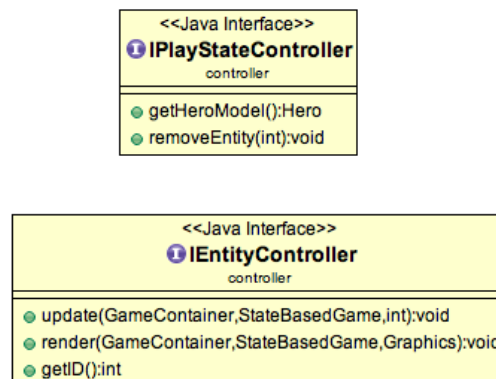 <<Java Interface>>
IPlayStateController
controller
getHeroModel():Hero
removeEntity(int):void
<<Java Interface>>
IEntityController
controller
update(GameContainer,StateBasedGame,int):void
render(GameContainer,StateBasedGame,Graphics):void
getID():int